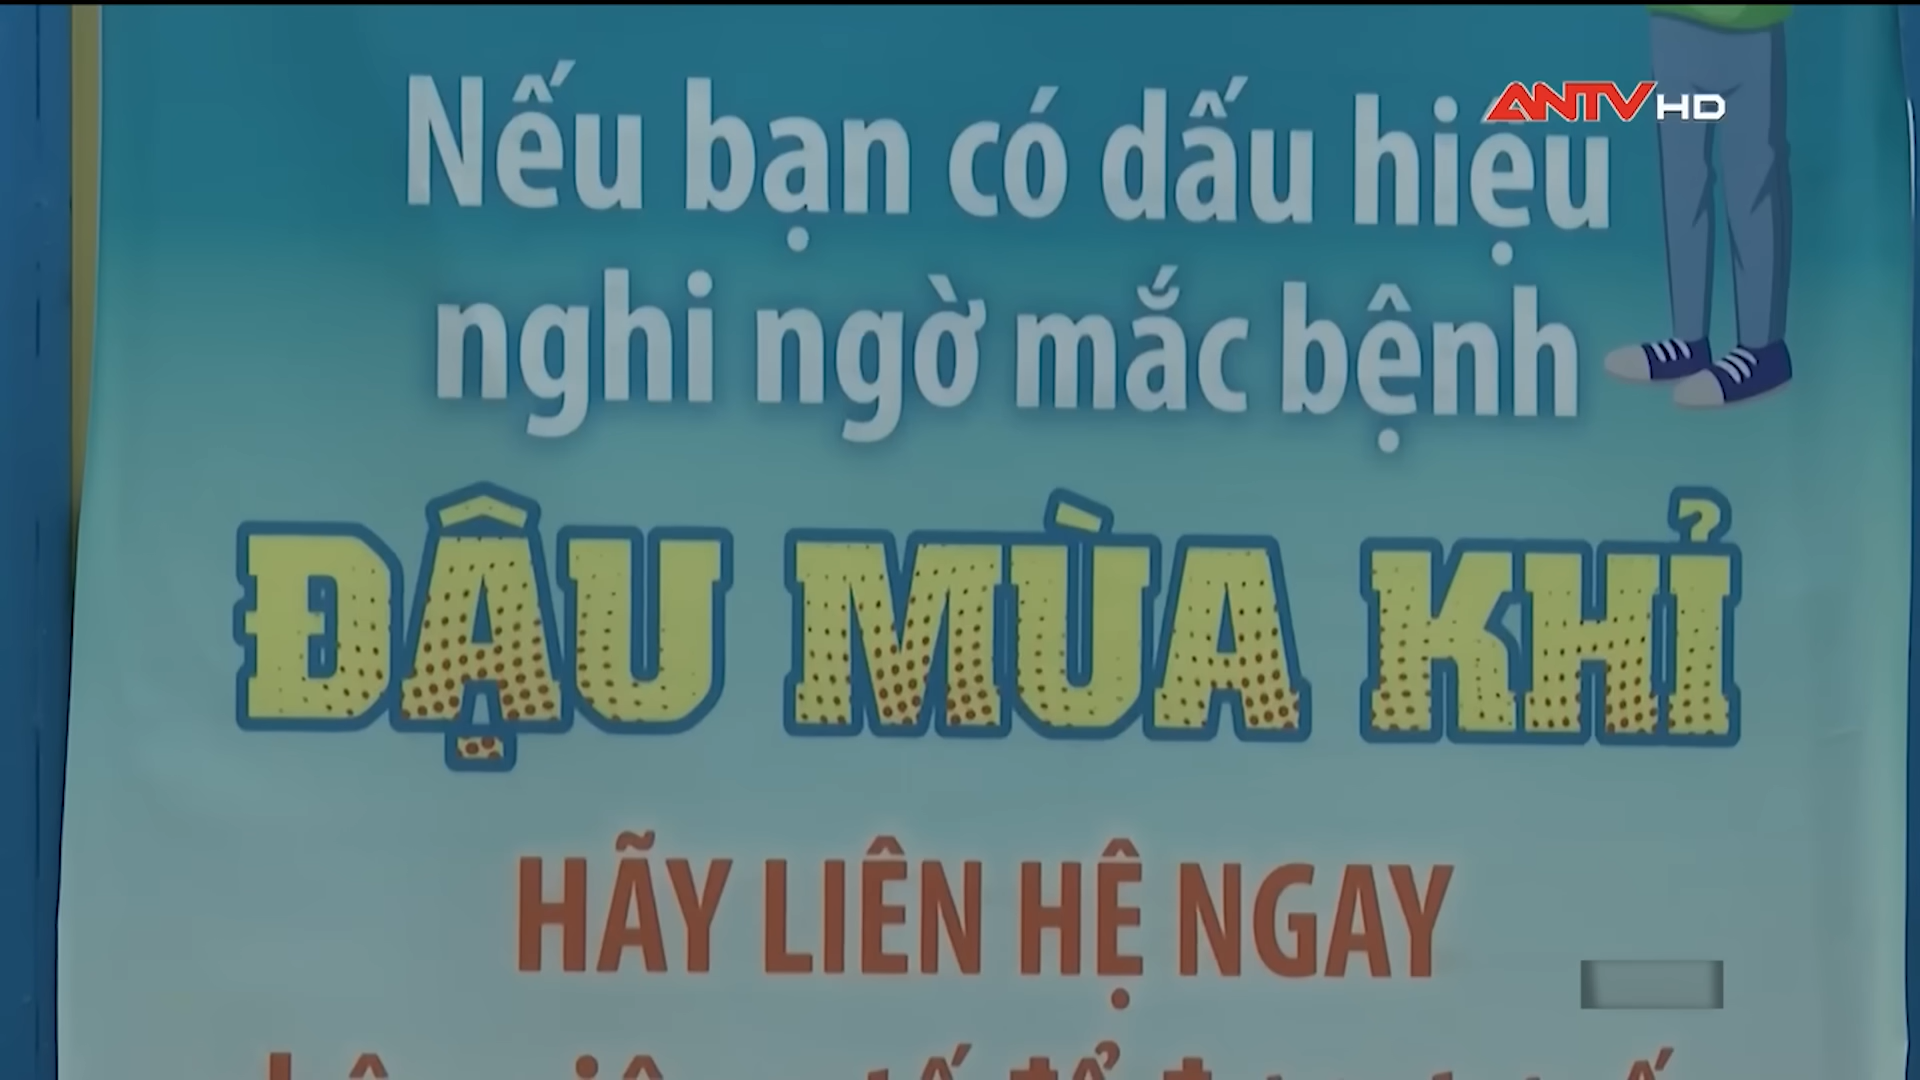 ANTV HD
Nếu bạn có dấu hiệu
nghi ngờ mắc bệnh
ĐẬU MÙA KHỈ
HÃY LIÊN HỆ NGAY